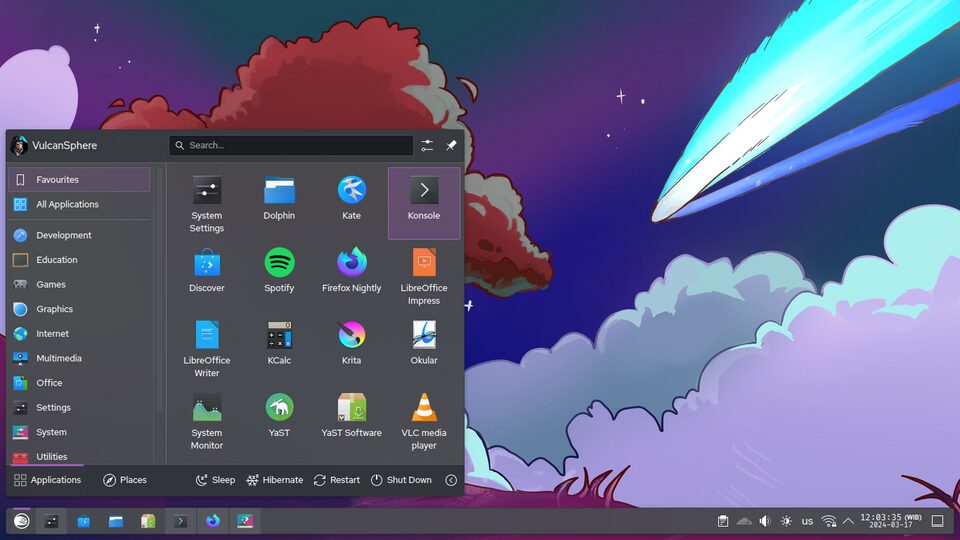 VulcanSphere
Search...
Favourites
All Applications
Development
Education
Games
Graphics
Internet
Multimedia
Office
Settings
System
Utilities
System
Settings
Dolphin
Kate
Konsole
Discover
Spotify
Firefox Nightly
LibreOffice
Impress
LibreOffice
Writer
KCalc
Krita
Okular
System
Monitor
YaST
YaST Software
VLC media
player
Applications
Places
Sleep
Hibernate
Restart
Shut Down
us
12:03:35 (WIB)
2024-03-17